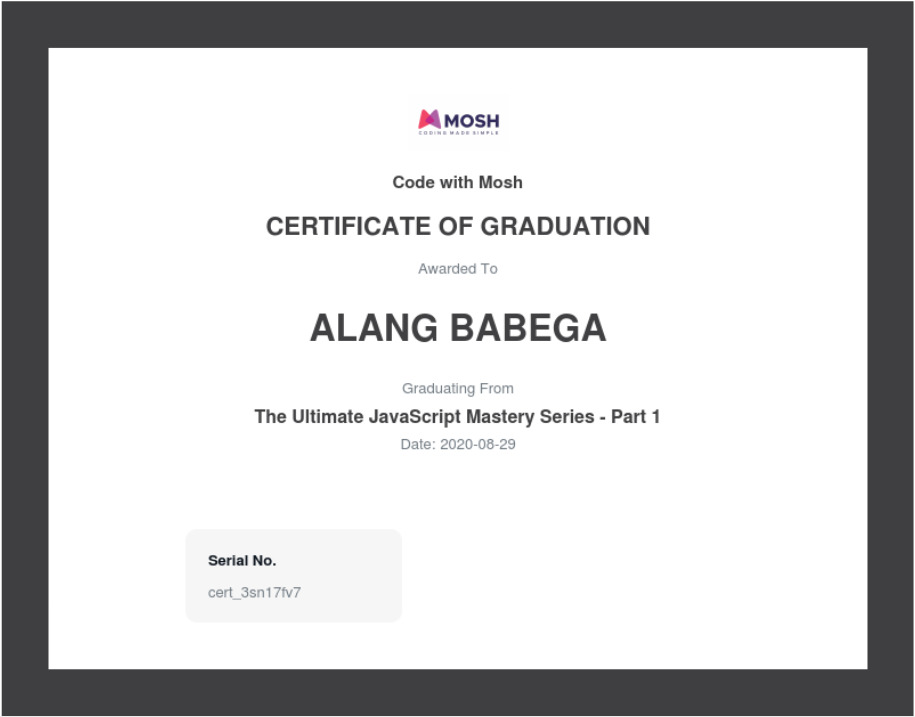 MOSH
CODING MADE SIMPLE
Code with Mosh
CERTIFICATE OF GRADUATION
Awarded To
ALANG BABEGA
Graduating From
The Ultimate JavaScript Mastery Series - Part 1
Date: 2020-08-29
Serial No.
cert_3sn17fv7